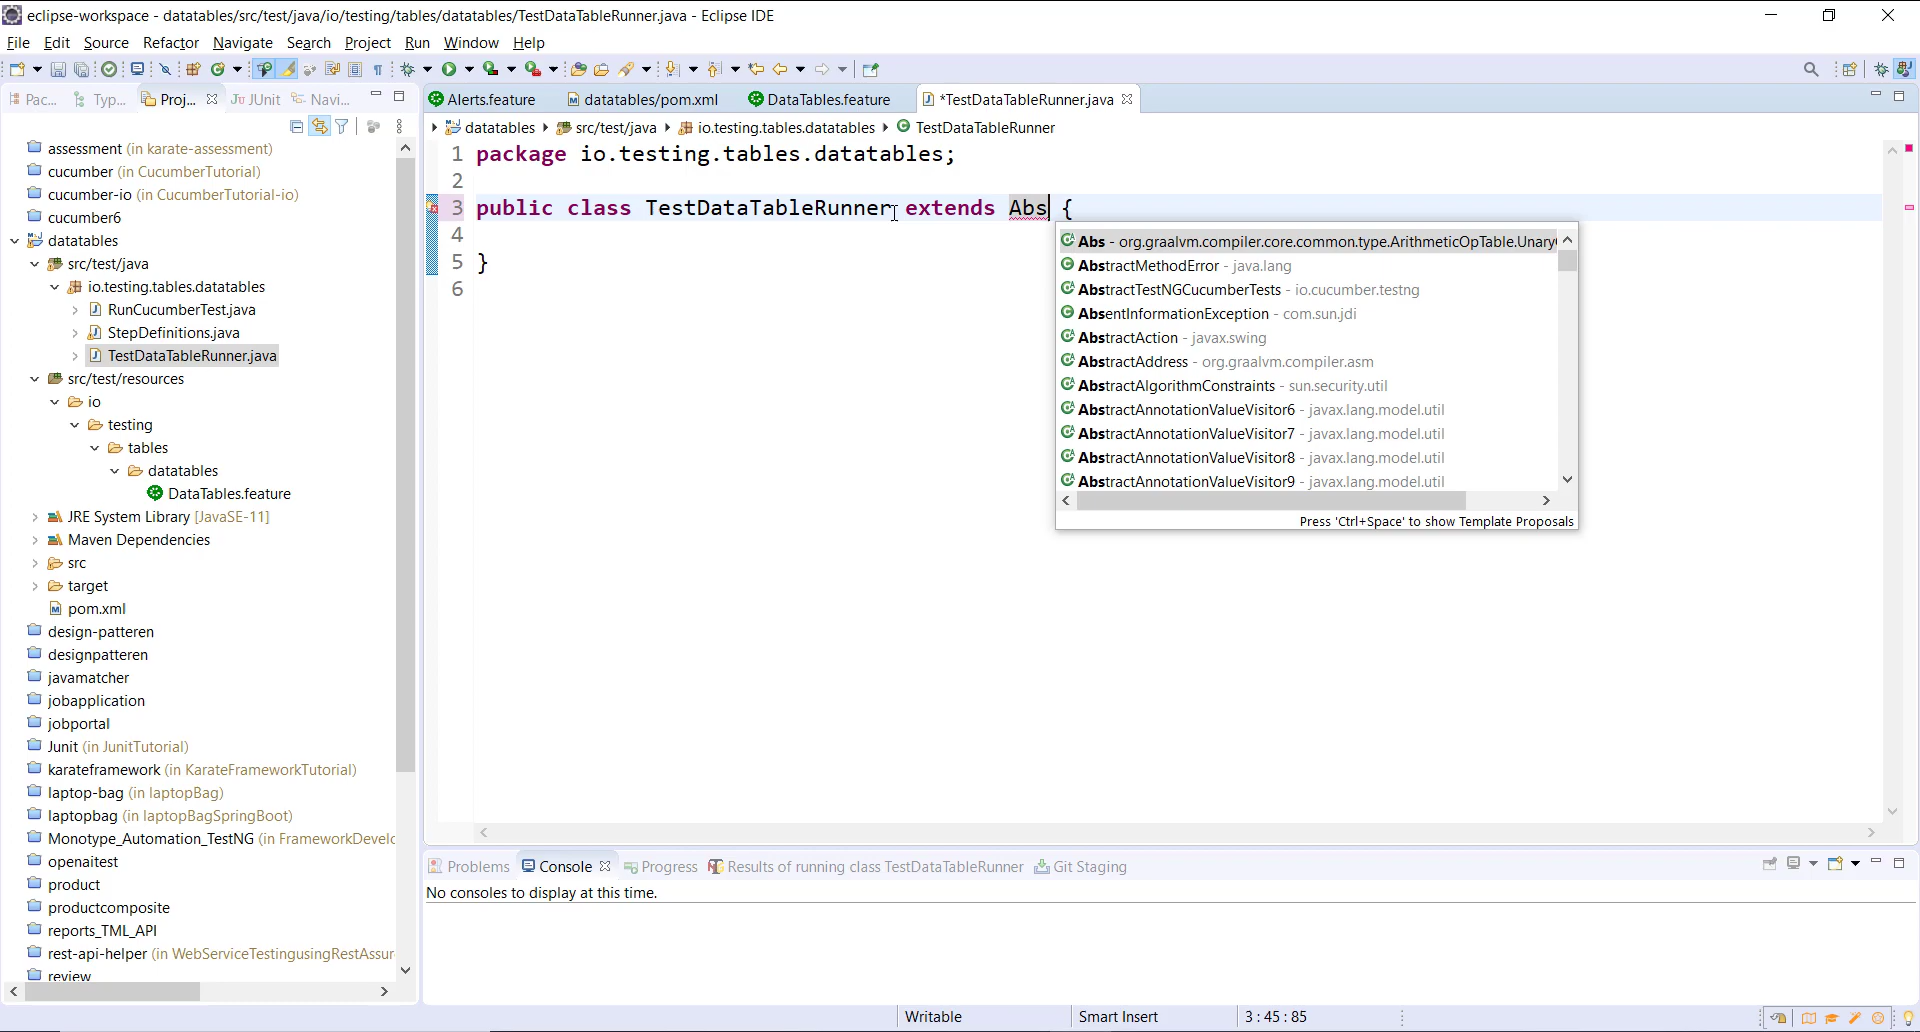 eclipse-workspace - datatables/src/test/java/io/testing/tables/datatables/TestDataTableRunner.java - Eclipse IDE
File Edit Source Refactor Navigate Search Project Run Window Help
Pac... Typ... Proj... JUnit Navi...
Alerts.feature datatables/pom.xml DataTables.feature *TestDataTableRunner.java
datatables src/test/java io.testing.tables.datatables TestDataTableRunner
assessment (in karate-assessment)
cucumber (in CucumberTutorial)
cucumber-io (in CucumberTutorial-io)
cucumber6
datatables
src/test/java
io.testing.tables.datatables
RunCucumberTest.java
StepDefinitions.java
TestDataTableRunner.java
src/test/resources
io
testing
tables
datatables
DataTables.feature
JRE System Library [JavaSE-11]
Maven Dependencies
src
target
pom.xml
design-patteren
designpatteren
javamatcher
jobapplication
jobportal
Junit (in JunitTutorial)
karateframework (in KarateFrameworkTutorial)
laptop-bag (in laptopBag)
laptopbag (in laptopBagSpringBoot)
Monotype_Automation_TestNG (in FrameworkDevelo
openaitest
product
productcomposite
reports_TML_API
rest-api-helper (in WebServiceTestingusingRestAssur
review
1 package io.testing.tables.datatables;
2
3 public class TestDataTableRunner extends Abs {
4
5 }
6
Abs - org.graalvm.compiler.core.common.type.ArithmeticOpTable.Unary
AbstractMethodError - java.lang
AbstractTestNGCucumberTests - io.cucumber.testng
AbsentInformationException - com.sun.jdi
AbstractAction - javax.swing
AbstractAddress - org.graalvm.compiler.asm
AbstractAlgorithmConstraints - sun.security.util
AbstractAnnotationValueVisitor6 - javax.lang.model.util
AbstractAnnotationValueVisitor7 - javax.lang.model.util
AbstractAnnotationValueVisitor8 - javax.lang.model.util
AbstractAnnotationValueVisitor9 - javax.lang.model.util
Press 'Ctrl+Space' to show Template Proposals
Problems Console Progress Results of running class TestDataTableRunner Git Staging
No consoles to display at this time.
Writable Smart Insert 3 : 45 : 85